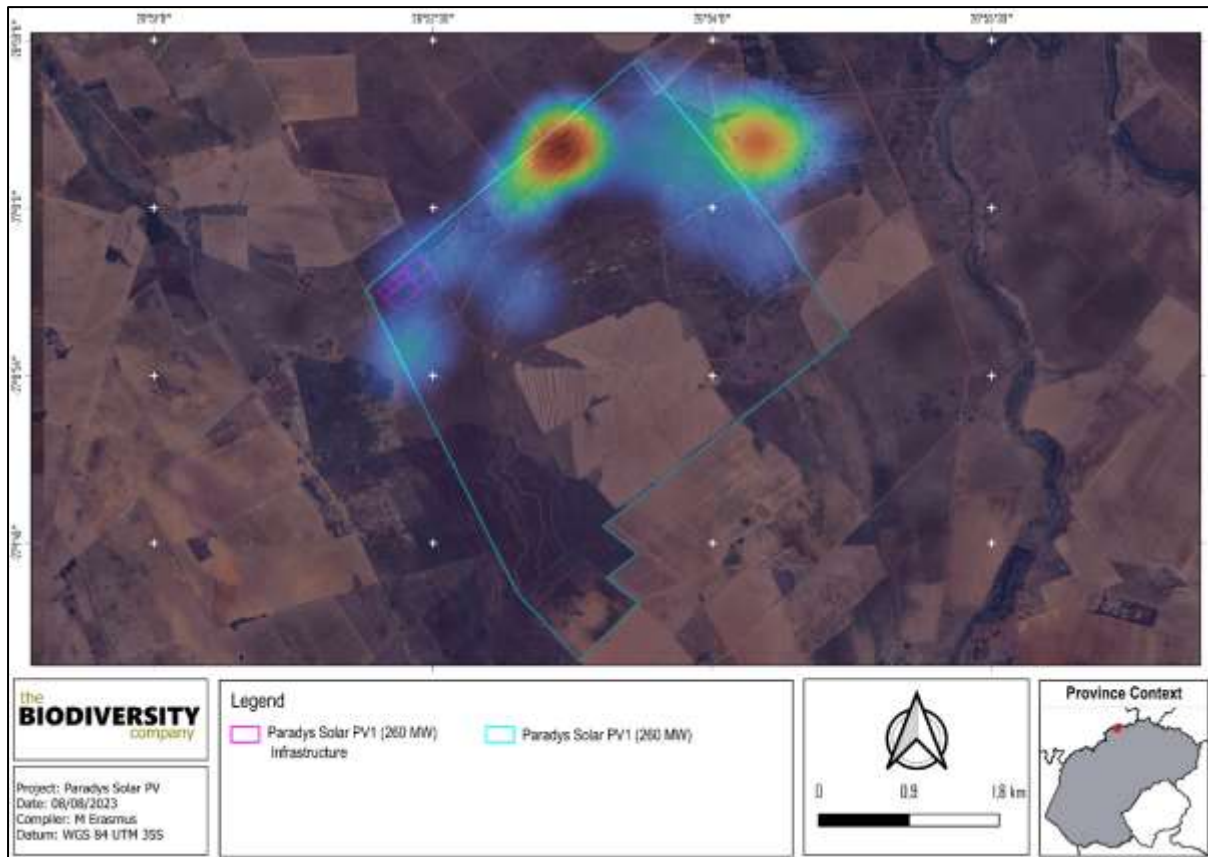 the
BIODIVERSITY
company
Project: Paradys Solar PV
Date: 08/08/2023
Compiler: M Erasmus
Datum: WGS 84 UTM 35S
Legend
Paradys Solar PV1 (260 MW)
Infrastructure
Paradys Solar PV1 (260 MW)
0 0,9 1,8 km
Province Context